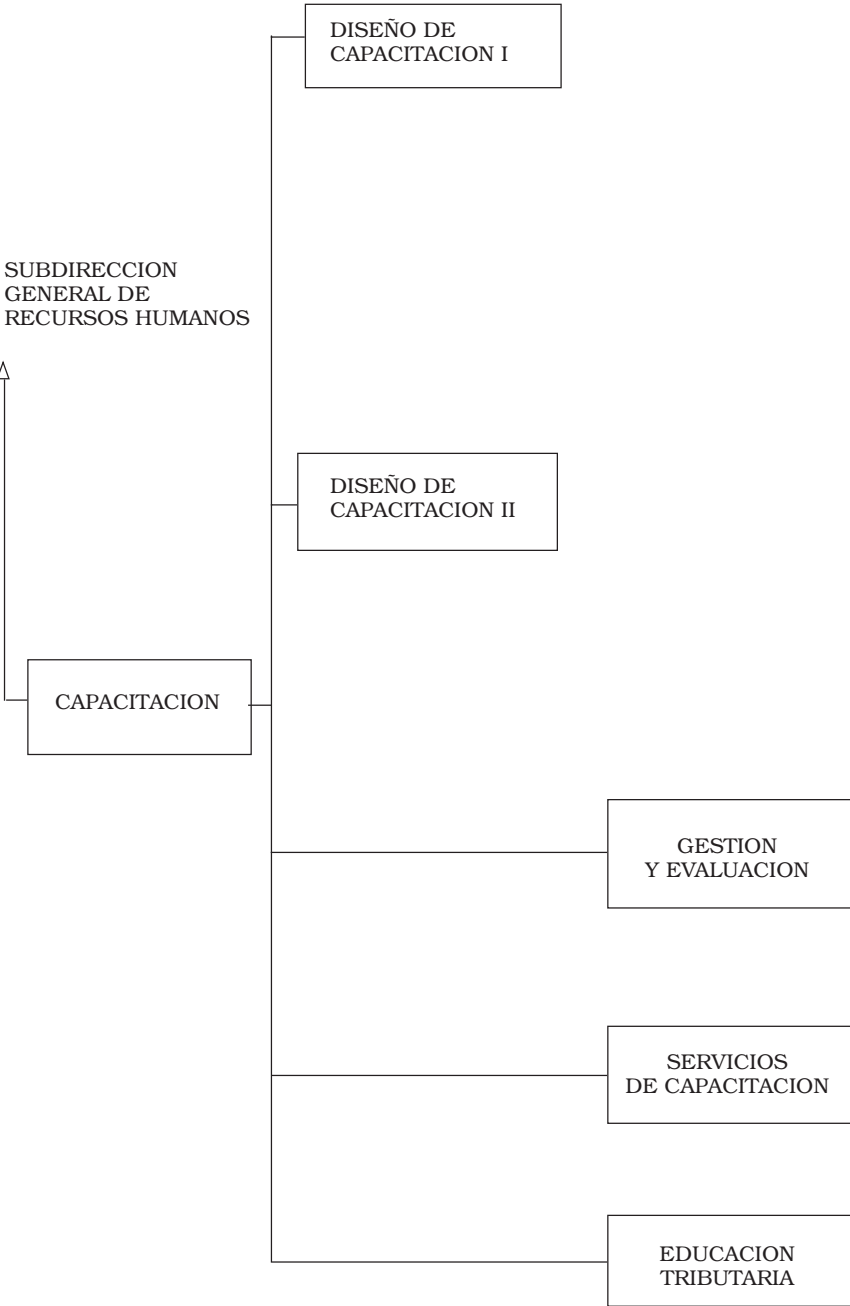 DISEÑO DE
CAPACITACION I
SUBDIRECCION
GENERAL DE
RECURSOS HUMANOS
DISEÑO DE
CAPACITACION II
CAPACITACION
GESTION
Y EVALUACION
SERVICIOS
DE CAPACITACION
EDUCACION
TRIBUTARIA